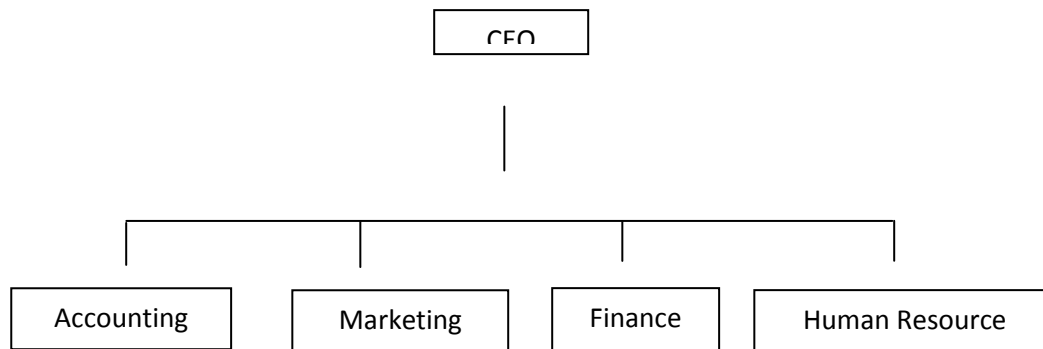 CEO
Accounting
Marketing
Finance
Human Resource